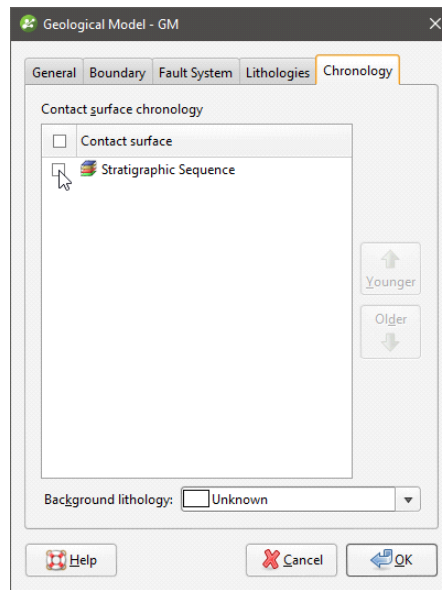 Geological Model - GM
General Boundary Fault System Lithologies Chronology
Contact surface chronology
Contact surface
Stratigraphic Sequence
Younger
Older
Background lithology: Unknown
Help Cancel OK